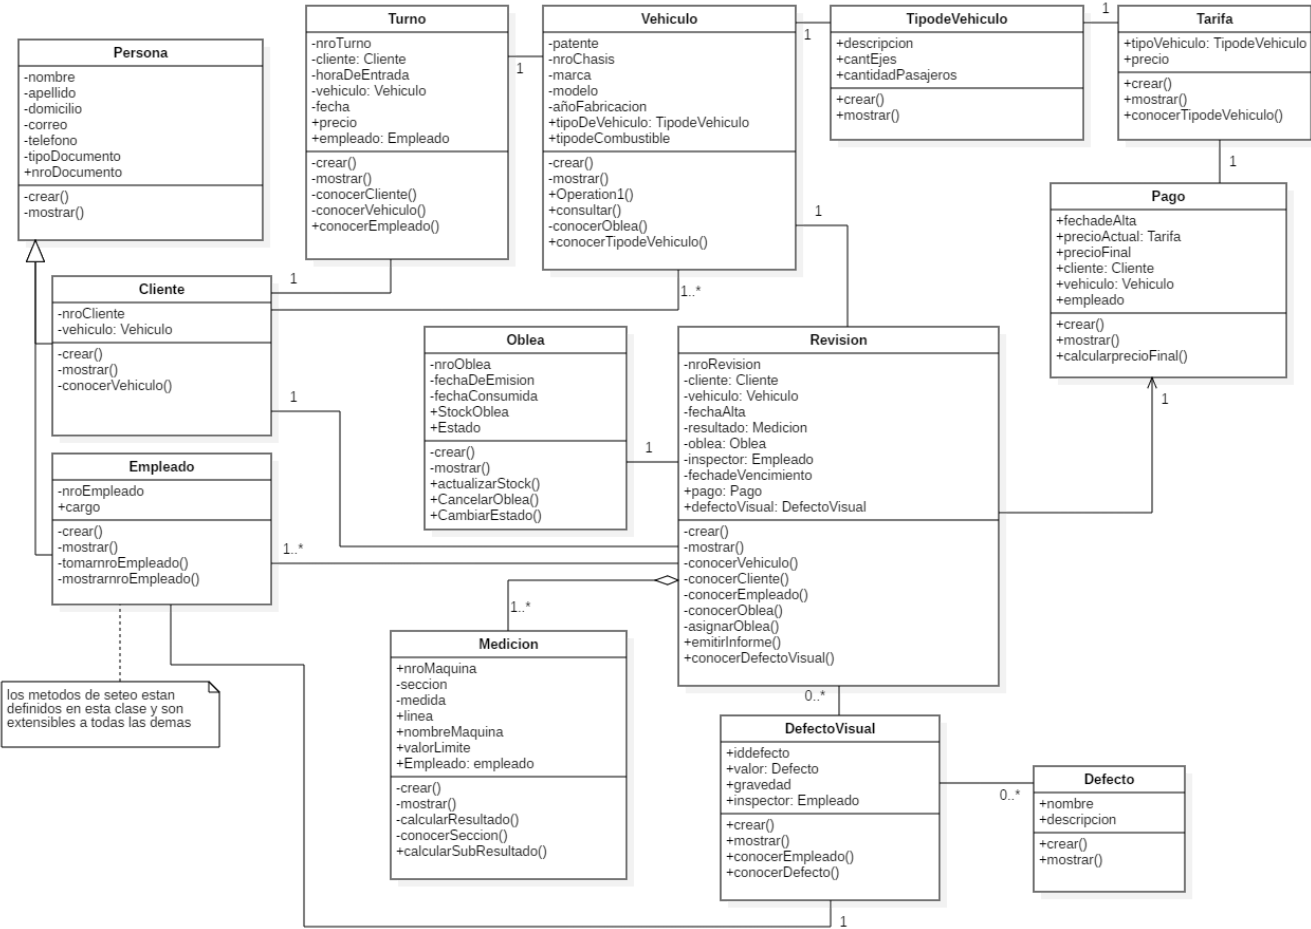 Persona
-nombre
-apellido
-domicilio
-correo
-telefono
-tipoDocumento
+nroDocumento
-crear()
-mostrar()
Turno
-nroTurno
-cliente: Cliente
-horaDeEntrada
-vehiculo: Vehiculo
-fecha
+precio
+empleado: Empleado
-crear()
-mostrar()
-conocerCliente()
-conocerVehiculo()
+conocerEmpleado()
1
Vehiculo
-patente
-nroChasis
-marca
-modelo
-añoFabricacion
+tipoDeVehiculo: TipodeVehiculo
+tipodeCombustible
-crear()
-mostrar()
+Operation1()
+consultar()
-conocerOblea()
+conocerTipodeVehiculo()
1
TipodeVehiculo
+descripcion
+cantEjes
+cantidadPasajeros
+crear()
+mostrar()
1
Tarifa
+tipoVehiculo: TipodeVehiculo
+precio
+crear()
+mostrar()
+conocerTipodeVehiculo()
1
Pago
+fechadeAlta
+precioActual: Tarifa
+precioFinal
+cliente: Cliente
+vehiculo: Vehiculo
+empleado
+crear()
+mostrar()
+calcularprecioFinal()
1
1
1
1..*
Cliente
-nroCliente
-vehiculo: Vehiculo
-crear()
-mostrar()
-conocerVehiculo()
1
Oblea
-nroOblea
-fechaDeEmision
-fechaConsumida
+StockOblea
+Estado
-crear()
-mostrar()
+actualizarStock()
+CancelarOblea()
+CambiarEstado()
1
Revision
-nroRevision
-cliente: Cliente
-vehiculo: Vehiculo
-fechaAlta
-resultado: Medicion
-oblea: Oblea
-inspector: Empleado
-fechadeVencimiento
+pago: Pago
+defectoVisual: DefectoVisual
-crear()
-mostrar()
-conocerVehiculo()
-conocerCliente()
-conocerEmpleado()
-conocerOblea()
-asignarOblea()
+emitirInforme()
+conocerDefectoVisual()
Empleado
-nroEmpleado
+cargo
-crear()
-mostrar()
-tomarnroEmpleado()
-mostrarnroEmpleado()
1..*
1..*
los metodos de seteo estan
definidos en esta clase y son
extensibles a todas las demas
Medicion
+nroMaquina
-seccion
-medida
+linea
+nombreMaquina
+valorLimite
+Empleado: empleado
-crear()
-mostrar()
-calcularResultado()
-conocerSeccion()
+calcularSubResultado()
0..*
DefectoVisual
+iddefecto
+valor: Defecto
+gravedad
+inspector: Empleado
+crear()
+mostrar()
+conocerEmpleado()
+conocerDefecto()
0..*
Defecto
+nombre
+descripcion
+crear()
+mostrar()
1